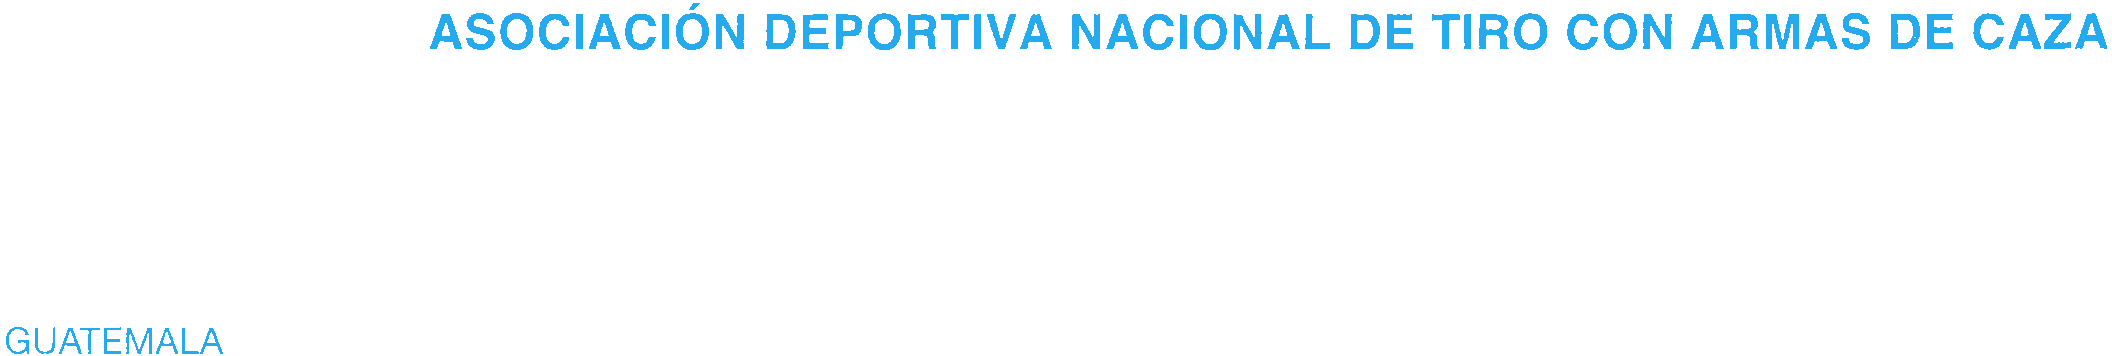 ASOCIACIÓN DEPORTIVA NACIONAL DE TIRO CON ARMAS DE CAZA
GUATEMALA